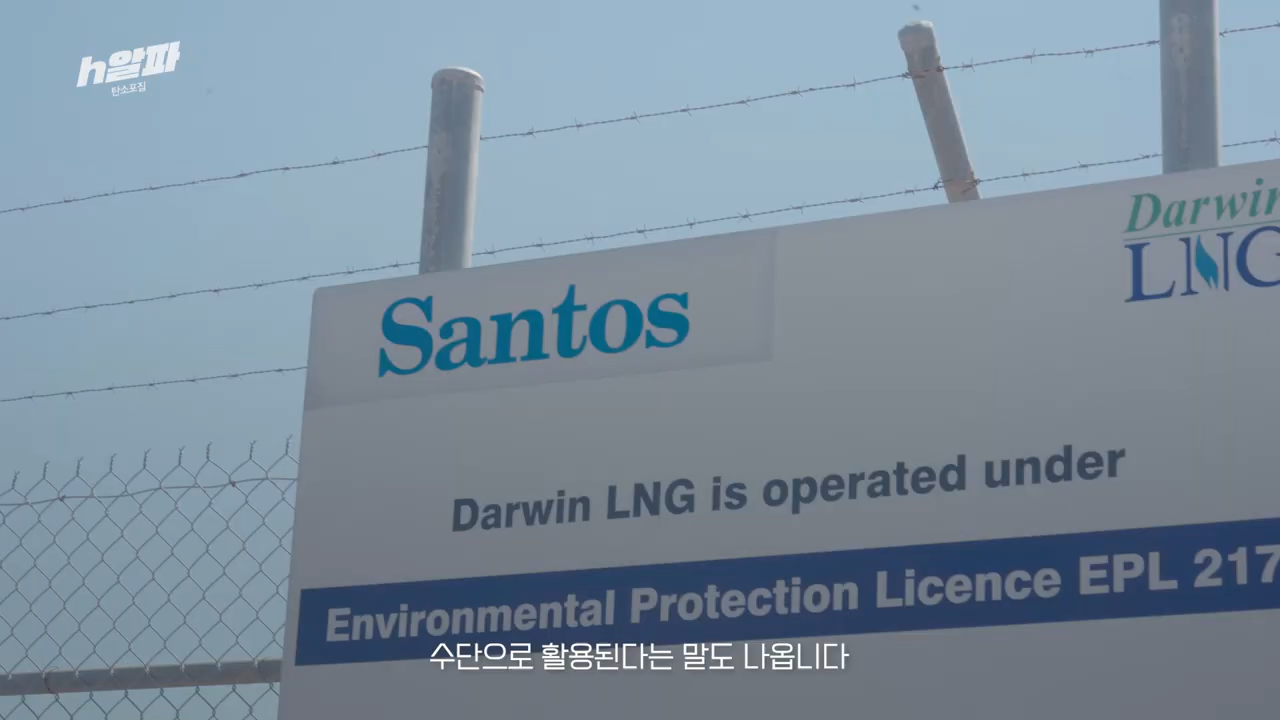 h알파
탄소포집
Santos
Darwin
LNG
Darwin LNG is operated under
Environmental Protection Licence EPL 217
수단으로 활용된다는 말도 나옵니다